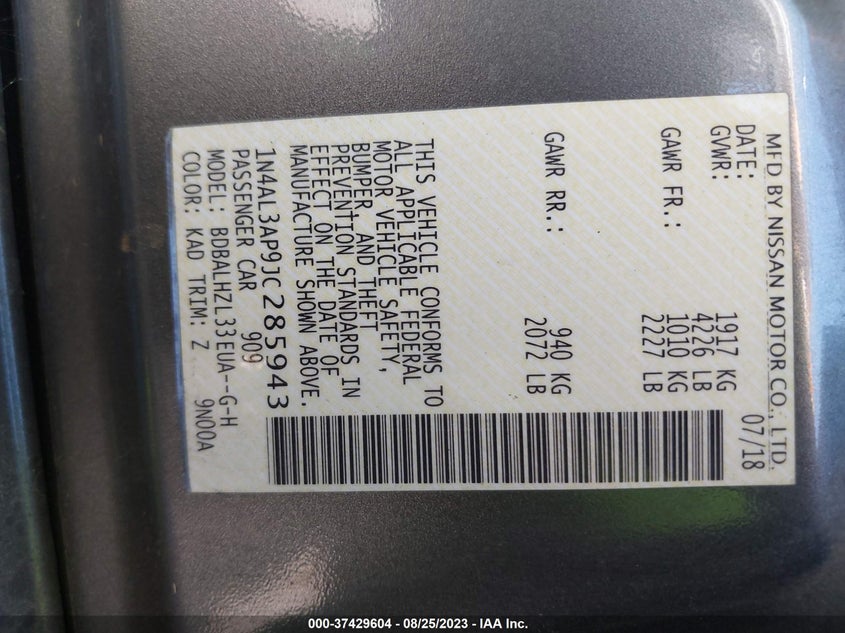 MFD BY NISSAN MOTOR CO., LTD.
DATE: 07/18
GVWR: 1917 KG
4226 LB
GAWR FR.: 1010 KG
2227 LB
GAWR RR.: 940 KG
2072 LB
THIS VEHICLE CONFORMS TO
ALL APPLICABLE FEDERAL
MOTOR VEHICLE SAFETY,
BUMPER, AND THEFT
PREVENTION STANDARDS IN
EFFECT ON THE DATE OF
MANUFACTURE SHOWN ABOVE.
1N4AL3AP9JC285943
PASSENGER CAR 909
MODEL: BDBALHZL33EUA--G-H
COLOR: KAD TRIM: Z 9N00A
000-37429604 - 08/25/2023 - IAA Inc.